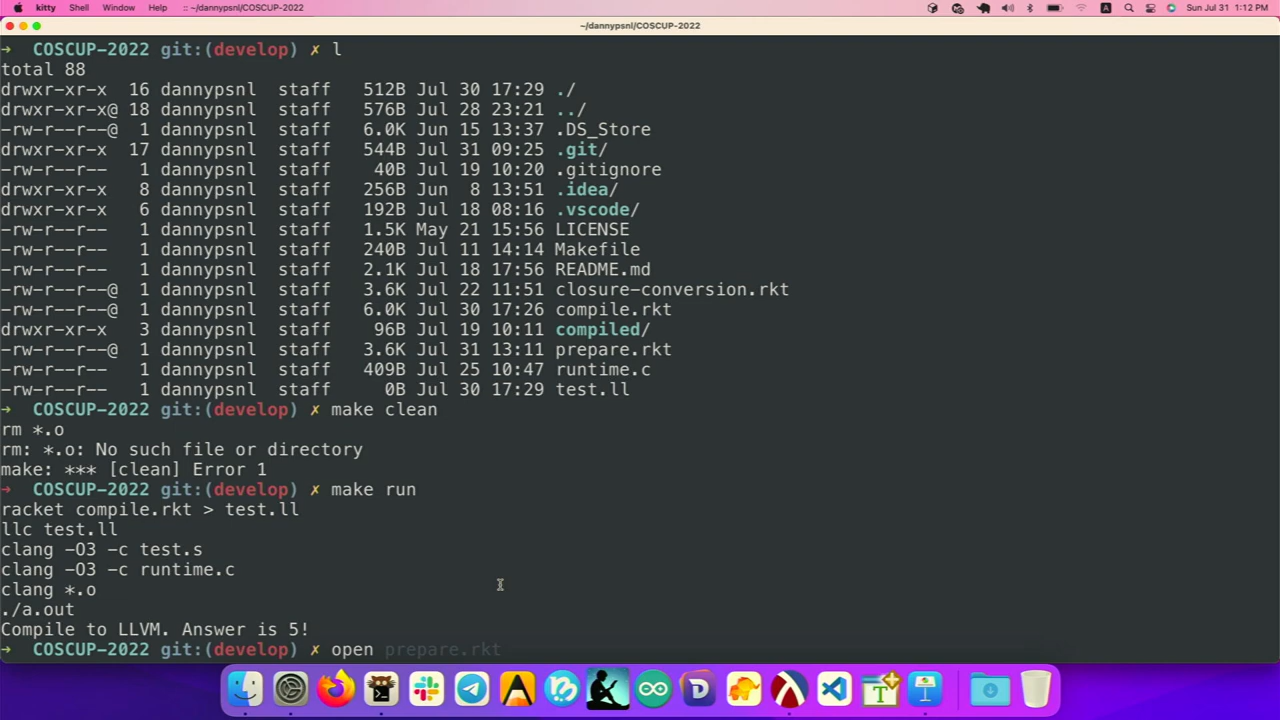 kitty Shell Window Help ~/dannypsnl/COSCUP-2022 A Sun Jul 31 1:12 PM
~/dannypsnl/COSCUP-2022
→ COSCUP-2022 git:(develop) ✗ l
total 88
drwxr-xr-x 16 dannypsnl staff 512B Jul 30 17:29 ./
drwxr-xr-x@ 18 dannypsnl staff 576B Jul 28 23:21 ../
-rw-r--r--@ 1 dannypsnl staff 6.0K Jun 15 13:37 .DS_Store
drwxr-xr-x 17 dannypsnl staff 544B Jul 31 09:25 .git/
-rw-r--r-- 1 dannypsnl staff 40B Jul 19 10:20 .gitignore
drwxr-xr-x 8 dannypsnl staff 256B Jun 8 13:51 .idea/
drwxr-xr-x 6 dannypsnl staff 192B Jul 18 08:16 .vscode/
-rw-r--r-- 1 dannypsnl staff 1.5K May 21 15:56 LICENSE
-rw-r--r-- 1 dannypsnl staff 240B Jul 11 14:14 Makefile
-rw-r--r-- 1 dannypsnl staff 2.1K Jul 18 17:56 README.md
-rw-r--r--@ 1 dannypsnl staff 3.6K Jul 22 11:51 closure-conversion.rkt
-rw-r--r--@ 1 dannypsnl staff 6.0K Jul 30 17:26 compile.rkt
drwxr-xr-x 3 dannypsnl staff 96B Jul 19 10:11 compiled/
-rw-r--r--@ 1 dannypsnl staff 3.6K Jul 31 13:11 prepare.rkt
-rw-r--r-- 1 dannypsnl staff 409B Jul 25 10:47 runtime.c
-rw-r--r-- 1 dannypsnl staff 0B Jul 30 17:29 test.ll
→ COSCUP-2022 git:(develop) ✗ make clean
rm *.o
rm: *.o: No such file or directory
make: *** [clean] Error 1
→ COSCUP-2022 git:(develop) ✗ make run
racket compile.rkt > test.ll
llc test.ll
clang -O3 -c test.s
clang -O3 -c runtime.c
clang *.o
./a.out
Compile to LLVM. Answer is 5!
→ COSCUP-2022 git:(develop) ✗ open prepare.rkt